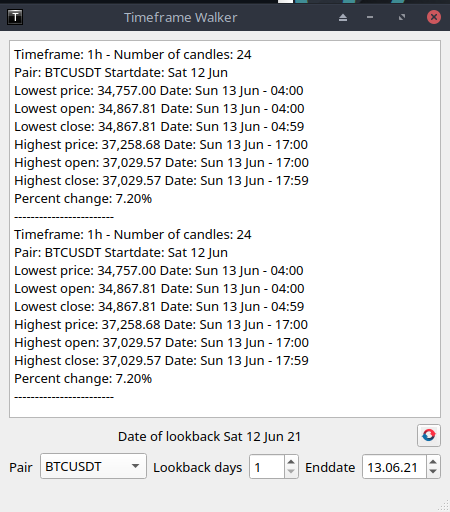 Timeframe Walker
Timeframe: 1h - Number of candles: 24
Pair: BTCUSDT Startdate: Sat 12 Jun
Lowest price: 34,757.00 Date: Sun 13 Jun - 04:00
Lowest open: 34,867.81 Date: Sun 13 Jun - 04:00
Lowest close: 34,867.81 Date: Sun 13 Jun - 04:59
Highest price: 37,258.68 Date: Sun 13 Jun - 17:00
Highest open: 37,029.57 Date: Sun 13 Jun - 17:00
Highest close: 37,029.57 Date: Sun 13 Jun - 17:59
Percent change: 7.20%
------------------------
Timeframe: 1h - Number of candles: 24
Pair: BTCUSDT Startdate: Sat 12 Jun
Lowest price: 34,757.00 Date: Sun 13 Jun - 04:00
Lowest open: 34,867.81 Date: Sun 13 Jun - 04:00
Lowest close: 34,867.81 Date: Sun 13 Jun - 04:59
Highest price: 37,258.68 Date: Sun 13 Jun - 17:00
Highest open: 37,029.57 Date: Sun 13 Jun - 17:00
Highest close: 37,029.57 Date: Sun 13 Jun - 17:59
Percent change: 7.20%
------------------------
Date of lookback Sat 12 Jun 21
Pair BTCUSDT Lookback days 1 Enddate 13.06.21